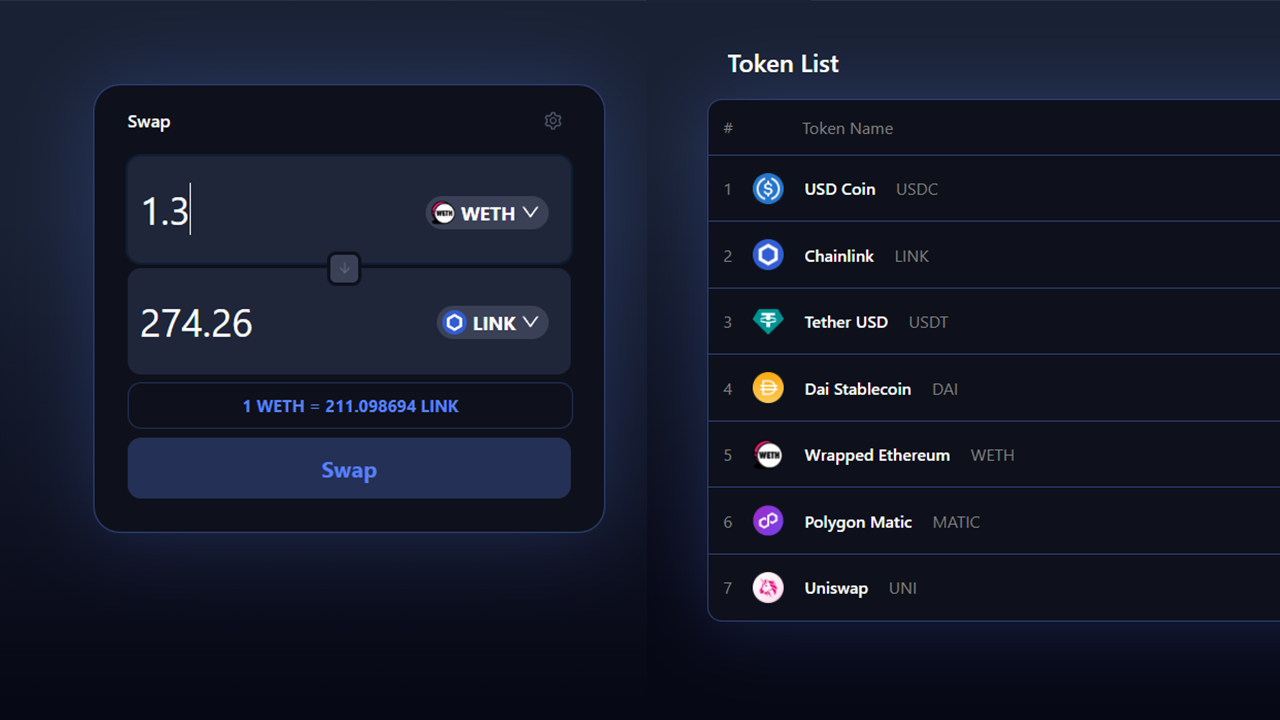 Swap
1.3
WETH WETH
274.26
LINK
1 WETH = 211.098694 LINK
Swap
Token List
# Token Name
1 USD Coin USDC
2 Chainlink LINK
3 Tether USD USDT
4 Dai Stablecoin DAI
5 WETH Wrapped Ethereum WETH
6 Polygon Matic MATIC
7 Uniswap UNI